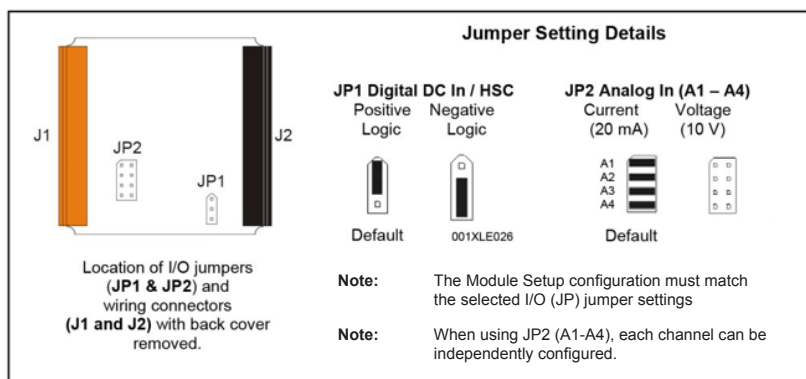 Jumper Setting Details
J1
JP2
JP1
J2
Location of I/O jumpers
(JP1 & JP2) and
wiring connectors
(J1 and J2) with back cover
removed.
JP1 Digital DC In / HSC
Positive Logic
Negative Logic
Default
001XLE026
JP2 Analog In (A1 – A4)
Current (20 mA)
Voltage (10 V)
A1
A2
A3
A4
Default
Note: The Module Setup configuration must match
the selected I/O (JP) jumper settings
Note: When using JP2 (A1-A4), each channel can be
independently configured.